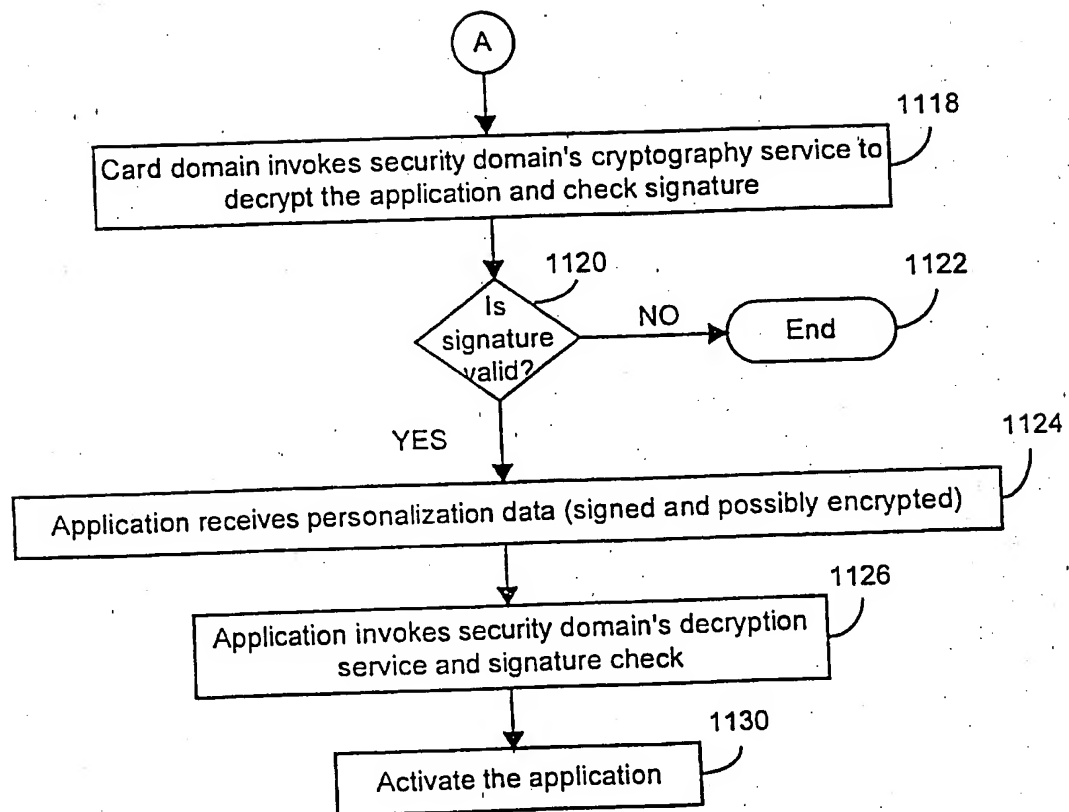 A
1118
Card domain invokes security domain's cryptography service to
decrypt the application and check signature
1120
1122
Is
signature
valid?
NO
End
YES
1124
Application receives personalization data (signed and possibly encrypted)
1126
Application invokes security domain's decryption
service and signature check
1130
Activate the application